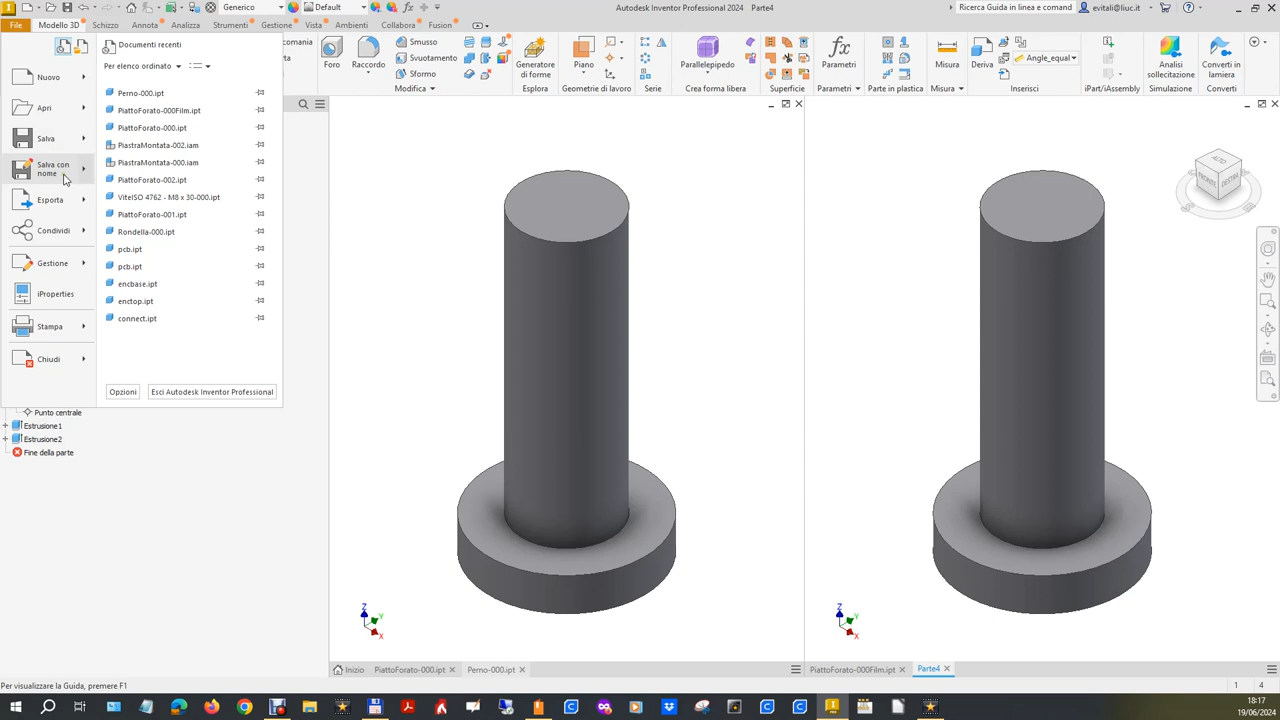 Generico
Default
Autodesk Inventor Professional 2024 Parte4
Ricerca Guida in linea e comand
evitali@liuc.it
File
Modello 3D
Schizzo
Annota
Analizza
Strumenti
Gestione
Vista
Ambienti
Collabora
Fusion
Foro
Raccordo
Smusso
Svuotamento
Sformo
Generatore
di forme
Piano
Parallelepipedo
Parametri
Misura
Deriva
Angle_equal
Analisi
sollecitazione
Converti in
lamiera
Modifica
Esplora
Geometrie di lavoro
Serie
Crea forma libera
Superficie
Parte in plastica
Parametri
Misura
Inserisci
iPart/iAssembly
Simulazione
Converti
Documenti recenti
Per elenco ordinato
Nuovo
Apri
Salva
Salva con
nome
Esporta
Condividi
Gestione
iProperties
Stampa
Chiudi
Perno-000.ipt
PiattoForato-000Film.ipt
PiattoForato-000.ipt
PiastraMontata-002.iam
PiastraMontata-000.iam
PiattoForato-002.ipt
ViteISO 4762 - M8 x 30-000.ipt
PiattoForato-001.ipt
Rondella-000.ipt
pcb.ipt
pcb.ipt
encbase.ipt
enctop.ipt
connect.ipt
Opzioni
Esci Autodesk Inventor Professional
Punto centrale
Estrusione1
Estrusione2
Fine della parte
ALTO
FRONTE
DESTRA
Z
Y
X
Z
Y
X
Inizio
PiattoForato-000.ipt
Perno-000.ipt
PiattoForato-000Film.ipt
Parte4
Per visualizzare la Guida, premere F1
1
4
18:17
19/06/2024